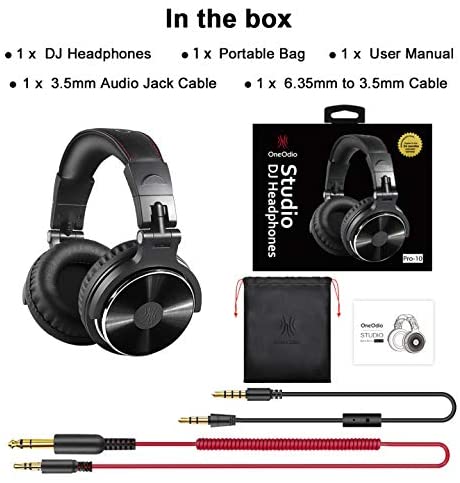 In the box
● 1 x DJ Headphones ● 1 x Portable Bag ● 1 x User Manual
● 1 x 3.5mm Audio Jack Cable ● 1 x 6.35mm to 3.5mm Cable
OneOdio
Studio
DJ Headphones
Pro-10
OneOdio
STUDIO